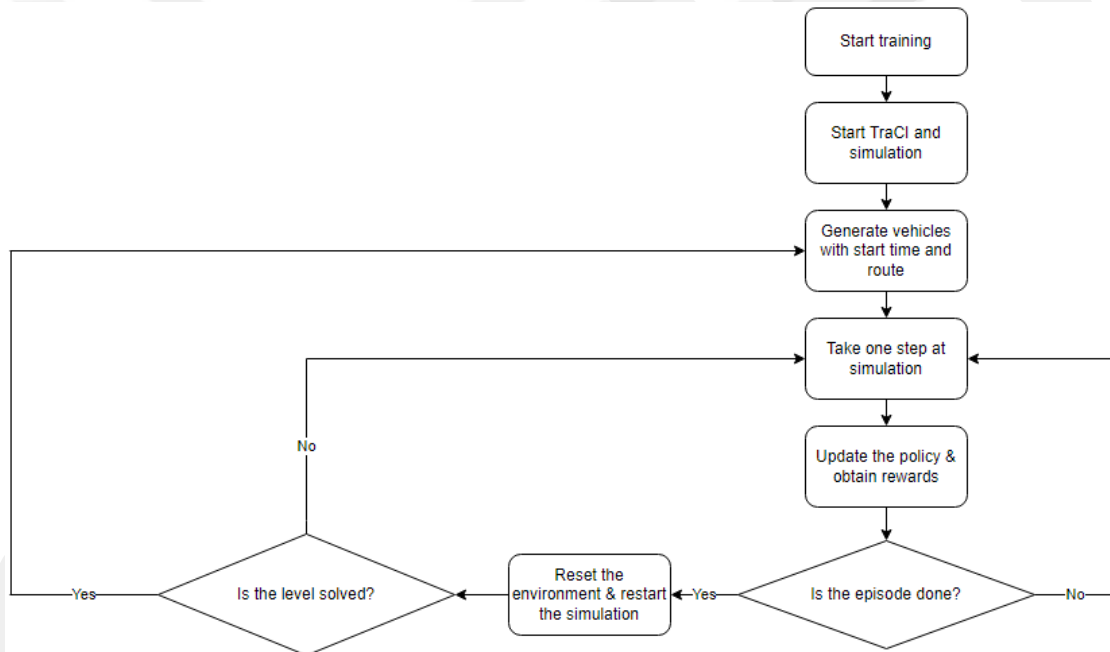 Start training
Start TraCI and
simulation
Generate vehicles
with start time and
route
Take one step at
simulation
No
Update the policy &
obtain rewards
Yes
Is the level solved?
Reset the
environment & restart
the simulation
Yes
Is the episode done?
No